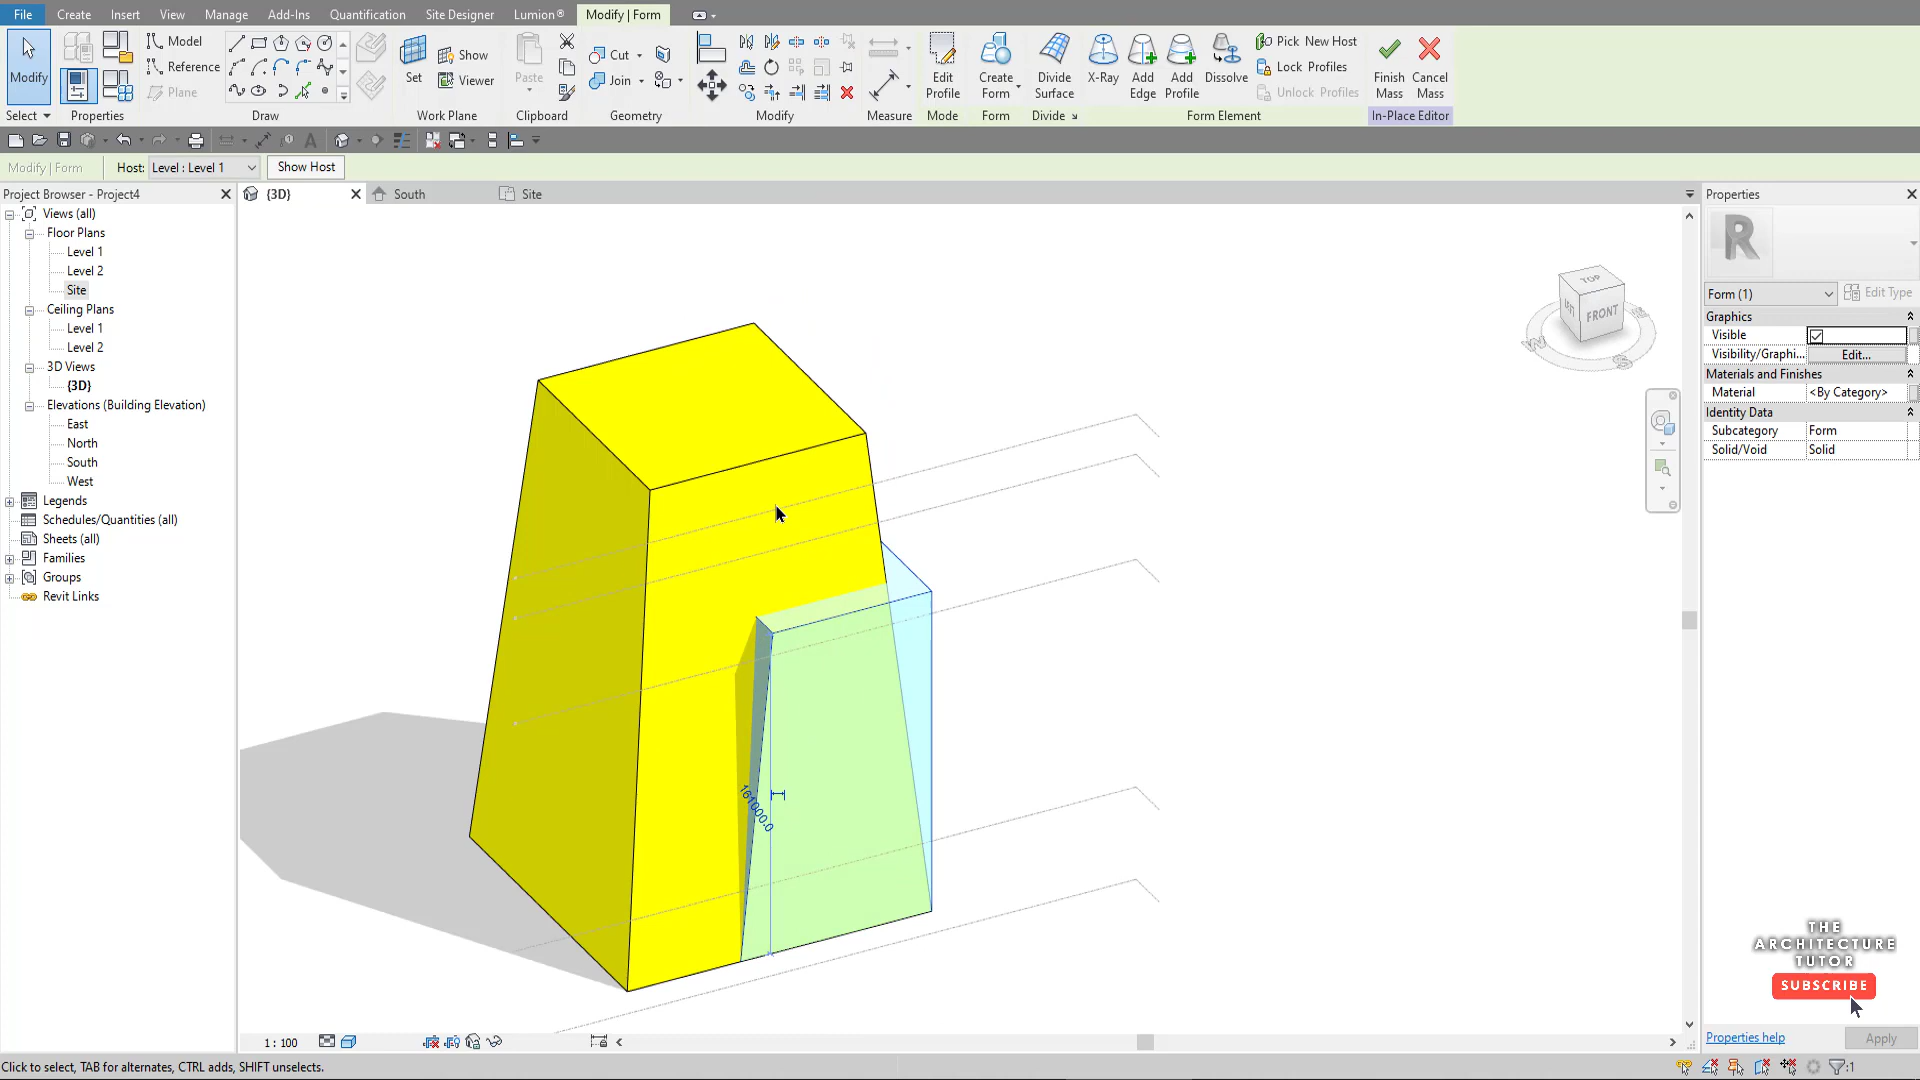 File Create Insert View Manage Add-Ins Quantification Site Designer Lumion® Modify | Form
Modify
Select
Properties
Model
Reference
Plane
Draw
Set
Show
Viewer
Work Plane
Paste
Clipboard
Cut
Join
Geometry
Modify
Measure
Edit Profile
Mode
Create Form
Form
Divide Surface
Divide
X-Ray
Add Edge
Add Profile
Dissolve
Pick New Host
Lock Profiles
Unlock Profiles
Form Element
Finish Mass
Cancel Mass
In-Place Editor
Modify | Form Host: Level : Level 1 Show Host
Project Browser - Project4
Views (all)
Floor Plans
Level 1
Level 2
Site
Ceiling Plans
Level 1
Level 2
3D Views
{3D}
Elevations (Building Elevation)
East
North
South
West
Legends
Schedules/Quantities (all)
Sheets (all)
Families
Groups
Revit Links
{3D} South Site
TOP
FRONT
W
S
161000.0
Properties
R
Form (1) Edit Type
Graphics
Visible
Visibility/Graphi... Edit...
Materials and Finishes
Material <By Category>
Identity Data
Subcategory Form
Solid/Void Solid
THE
ARCHITECTURE
TUTOR
SUBSCRIBE
Properties help Apply
1 : 100
Click to select, TAB for alternates, CTRL adds, SHIFT unselects.
:1